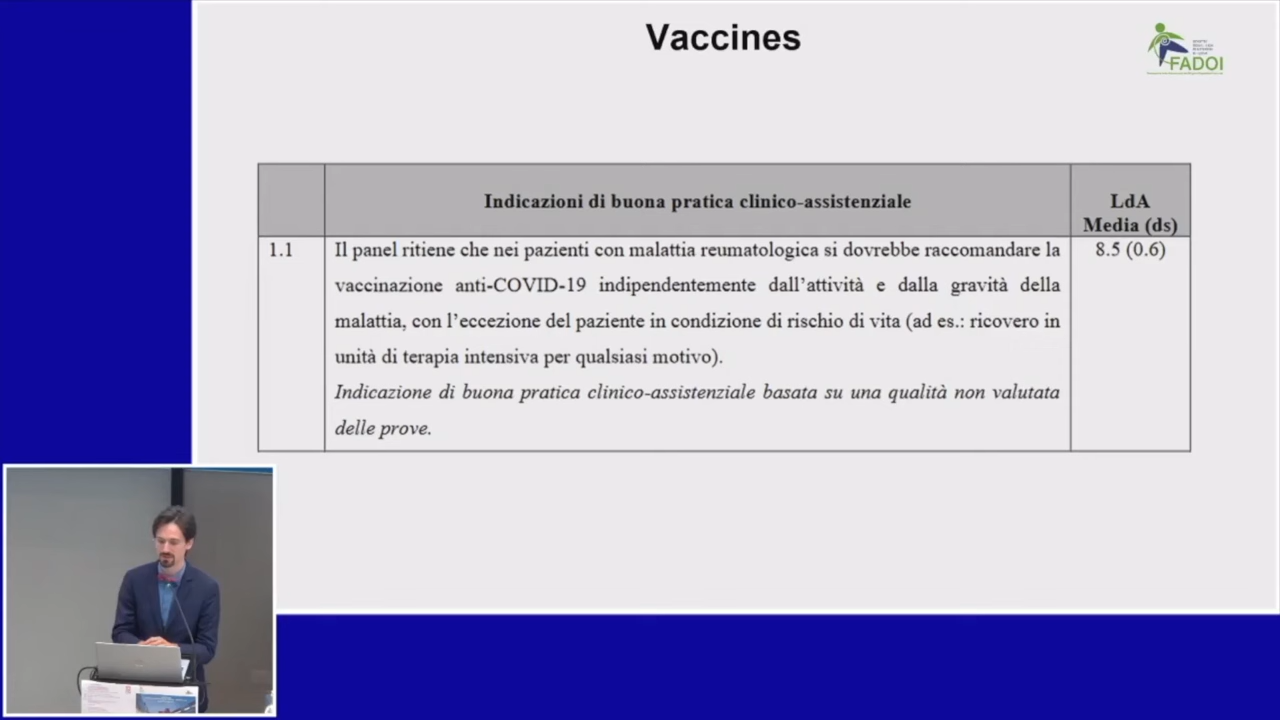 Vaccines
FADOI
Indicazioni di buona pratica clinico-assistenziale
LdA
Media (ds)
1.1
Il panel ritiene che nei pazienti con malattia reumatologica si dovrebbe raccomandare la
vaccinazione anti-COVID-19 indipendentemente dall'attività e dalla gravità della
malattia, con l'eccezione del paziente in condizione di rischio di vita (ad es.: ricovero in
unità di terapia intensiva per qualsiasi motivo).
Indicazione di buona pratica clinico-assistenziale basata su una qualità non valutata
delle prove.
8.5 (0.6)